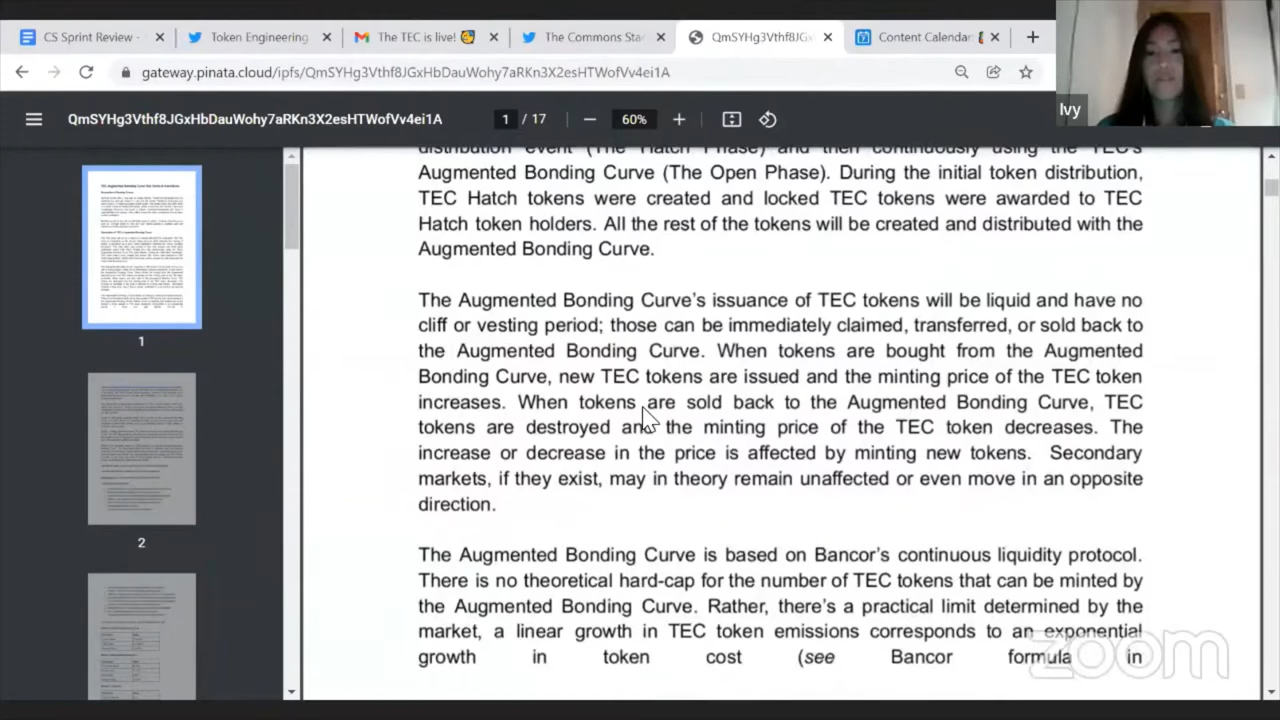 CS Sprint Review -
Token Engineering
The TEC is live!
The Commons Sta
QmSYHg3Vthf8JGx
Content Calendar
gateway.pinata.cloud/ipfs/QmSYHg3Vthf8JGxHbDauWohy7aRKn3X2esHTWofVv4ei1A
Ivy
QmSYHg3Vthf8JGxHbDauWohy7aRKn3X2esHTWofVv4ei1A
1 / 17
60%
distribution event (The Hatch Phase) and then continuously using the TEC's
Augmented Bonding Curve (The Open Phase). During the initial token distribution,
TEC Hatch tokens were created and locked TEC tokens were awarded to TEC
Hatch token holders. All the rest of the tokens will be created and distributed with the
Augmented Bonding Curve.
The Augmented Bonding Curve's issuance of TEC tokens will be liquid and have no
cliff or vesting period; those can be immediately claimed, transferred, or sold back to
the Augmented Bonding Curve. When tokens are bought from the Augmented
Bonding Curve, new TEC tokens are issued and the minting price of the TEC token
increases. When tokens are sold back to the Augmented Bonding Curve, TEC
tokens are destroyed and the minting price of the TEC token decreases. The
increase or decrease in the price is affected by minting new tokens. Secondary
markets, if they exist, may in theory remain unaffected or even move in an opposite
direction.
The Augmented Bonding Curve is based on Bancor's continuous liquidity protocol.
There is no theoretical hard-cap for the number of TEC tokens that can be minted by
the Augmented Bonding Curve. Rather, there's a practical limit determined by the
market, a linear growth in TEC token emissions corresponds to an exponential
growth in token cost (see Bancor formula in
1
2
zoom